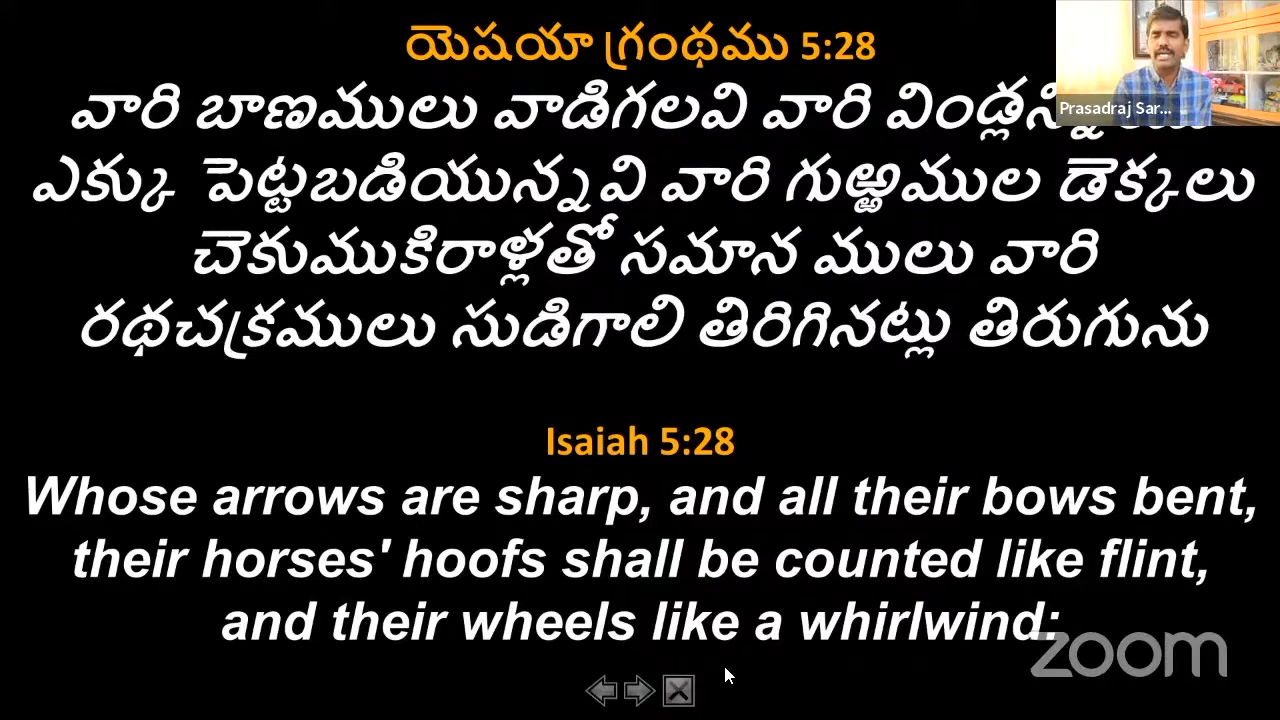 యెషయా గ్రంథము 5:28
వారి బాణములు వాడిగలవి వారి
ఎక్కు పెట్టబడియున్నవి వారి గుఱ్ఱముల డెక్కలు
చెకుముకిరాళ్లతో సమాన ములు వారి
రథచక్రములు సుడిగాలి తిరిగినట్లు తిరుగును
Isaiah 5:28
Whose arrows are sharp, and all their bows bent,
their horses' hoofs shall be counted like flint,
and their wheels like a whirlwind:
Prasadraj Sar...
zoom